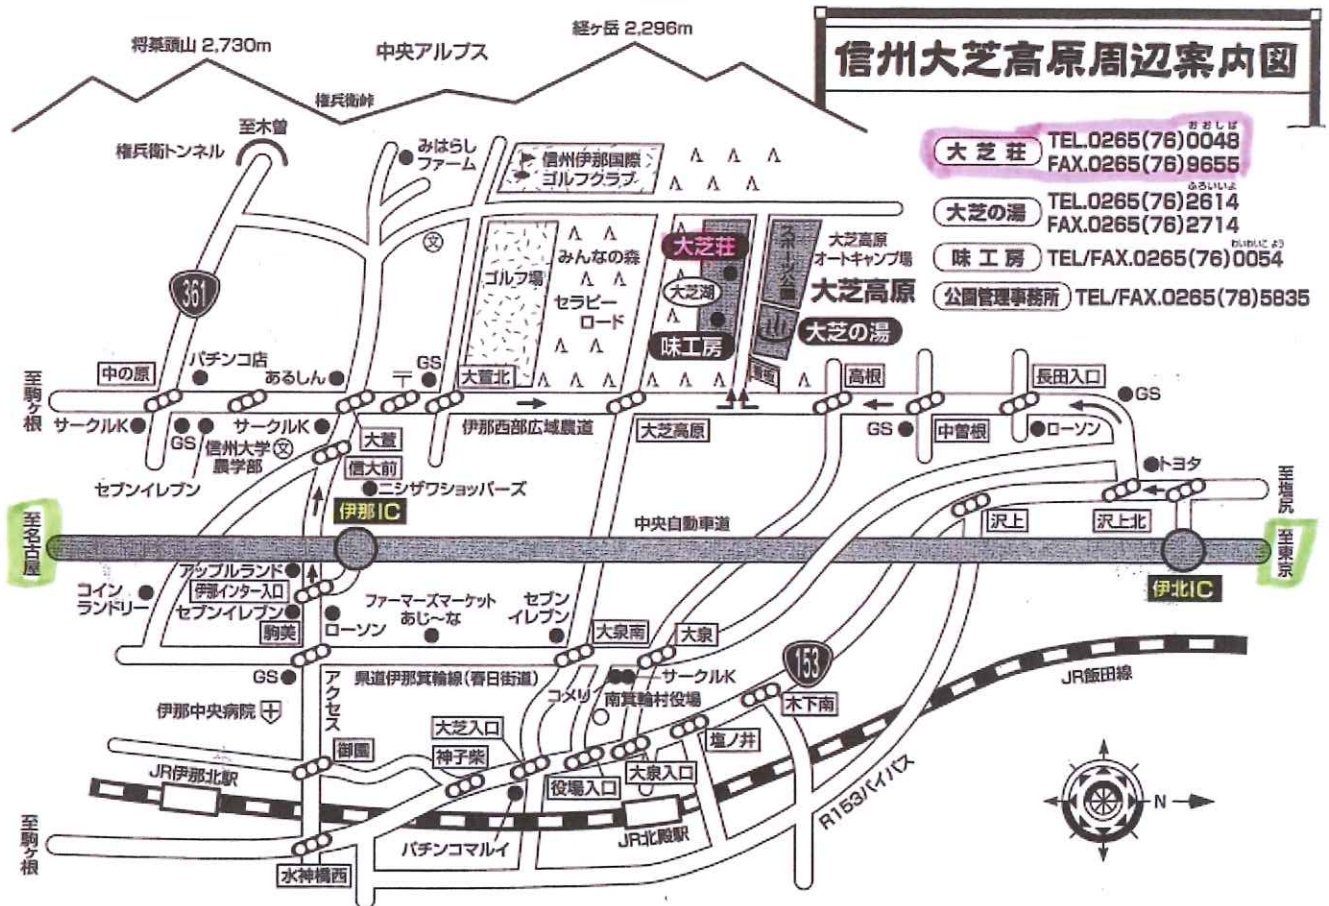 信州大芝高原周辺案内図
将棊頭山 2,730m
中央アルプス
経ヶ岳 2,296m
権兵衛峠
至木曽
権兵衛トンネル
みはらし
ファーム
信州伊那国際
ゴルフクラブ
おおしば
大芝荘 TEL.0265(76)0048
FAX.0265(76)9655
ふろいいよ
大芝の湯 TEL.0265(76)2614
FAX.0265(76)2714
味工房 TEL/FAX.0265(76)0054
公園管理事務所 TEL/FAX.0265(78)5835
文
361
ゴルフ場
みんなの森
セラピー
ロード
大芝荘
大芝湖
味工房
スポーツ公園
大芝高原
オートキャンプ場
大芝高原
大芝の湯
至駒ヶ根
中の原
パチンコ店
あるしん
〒
GS
大萱北
看板
高根
長田入口
GS
サークルK
GS
信州大学
農学部
文
サークルK
大萱
伊那西部広域農道
大芝高原
GS
中曽根
ローソン
セブンイレブン
信大前
ニシザワショッパーズ
トヨタ
至塩尻
至名古屋
伊那IC
中央自動車道
沢上
沢上北
至東京
伊北IC
コイン
ランドリー
アップルランド
伊那インター入口
セブンイレブン
駒美
ローソン
ファーマーズマーケット
あじ〜な
セブン
イレブン
大泉南
大泉
153
JR飯田線
GS
アクセス
県道伊那箕輪線(春日街道)
コメリ
サークルK
南箕輪村役場
木下南
伊那中央病院
御園
大芝入口
神子柴
塩ノ井
JR伊那北駅
役場入口
大泉入口
R153バイパス
N
至駒ヶ根
パチンコマルイ
JR北殿駅
水神橋西